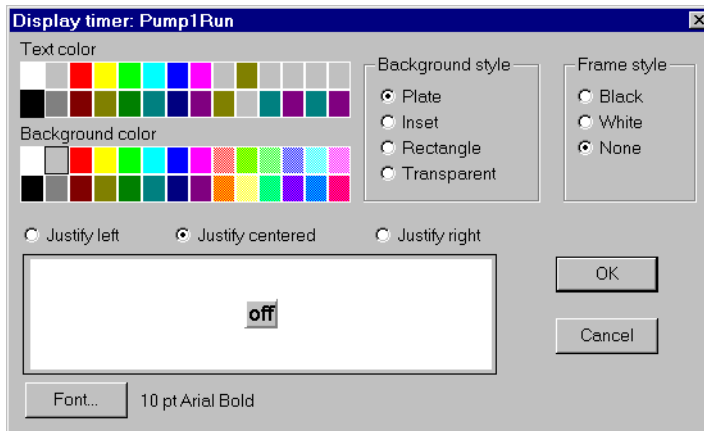 Display timer: Pump1Run
Text color
Background color
Background style
Plate
Inset
Rectangle
Transparent
Frame style
Black
White
None
Justify left
Justify centered
Justify right
off
OK
Cancel
Font...
10 pt Arial Bold